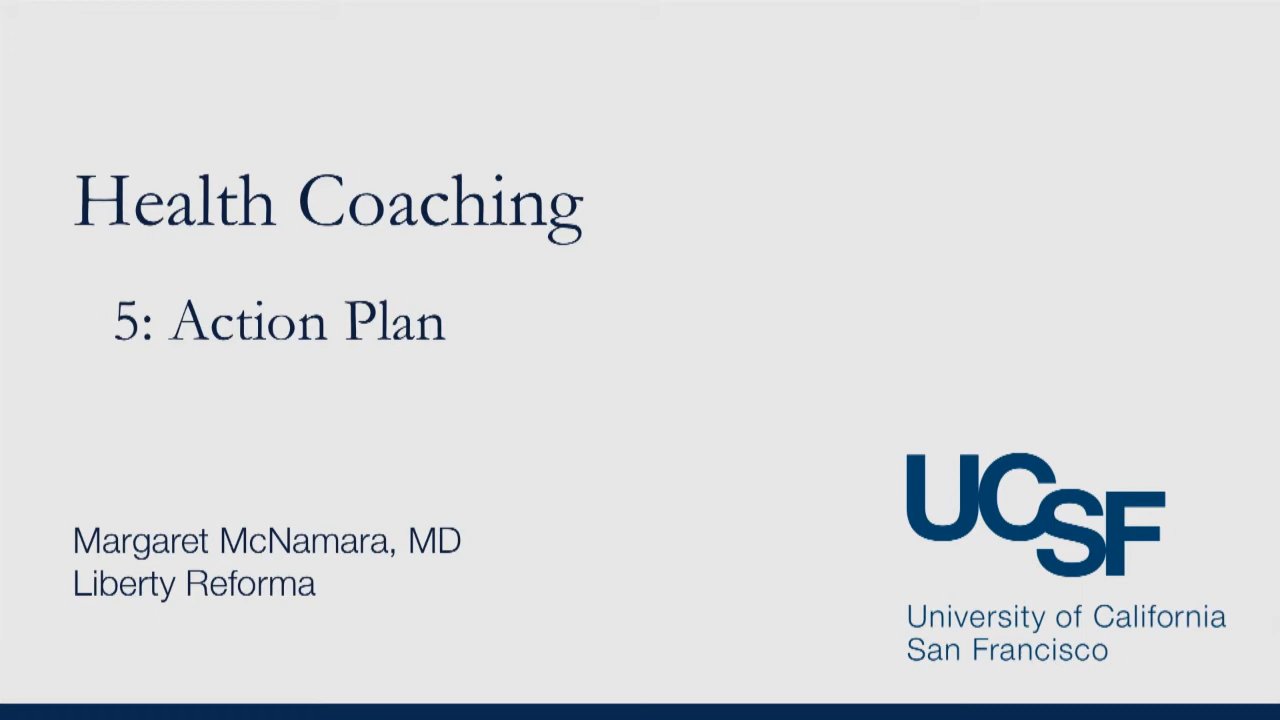 Health Coaching
5: Action Plan
Margaret McNamara, MD
Liberty Reforma
UCSF
University of California
San Francisco